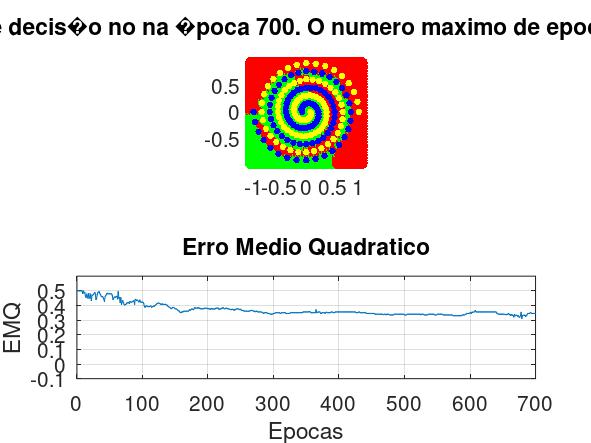 e decis�o no na �poca 700. O numero maximo de epoc
0.5
0
-0.5
-1 -0.5 0 0.5 1
Erro Medio Quadratico
EMQ
0.5
0.4
0.3
0.2
0.1
0
-0.1
0 100 200 300 400 500 600 700
Epocas